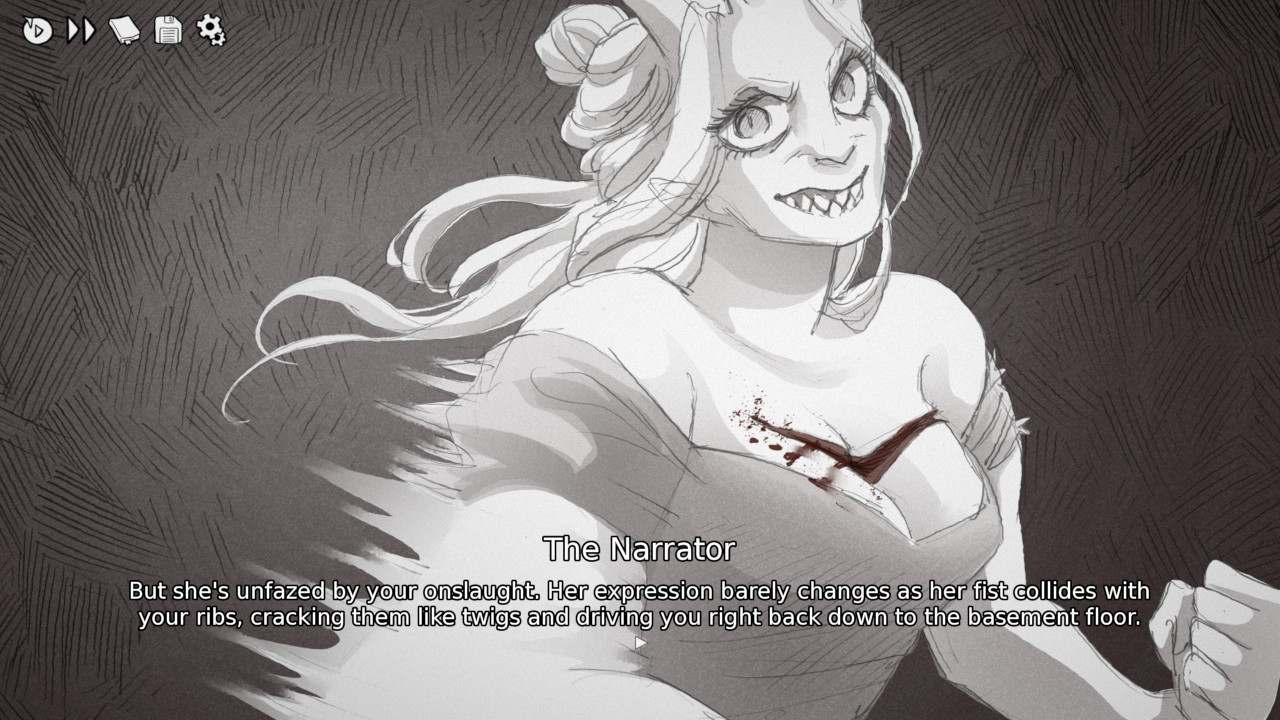 The Narrator
But she's unfazed by your onslaught. Her expression barely changes as her fist collides with
your ribs, cracking them like twigs and driving you right back down to the basement floor.